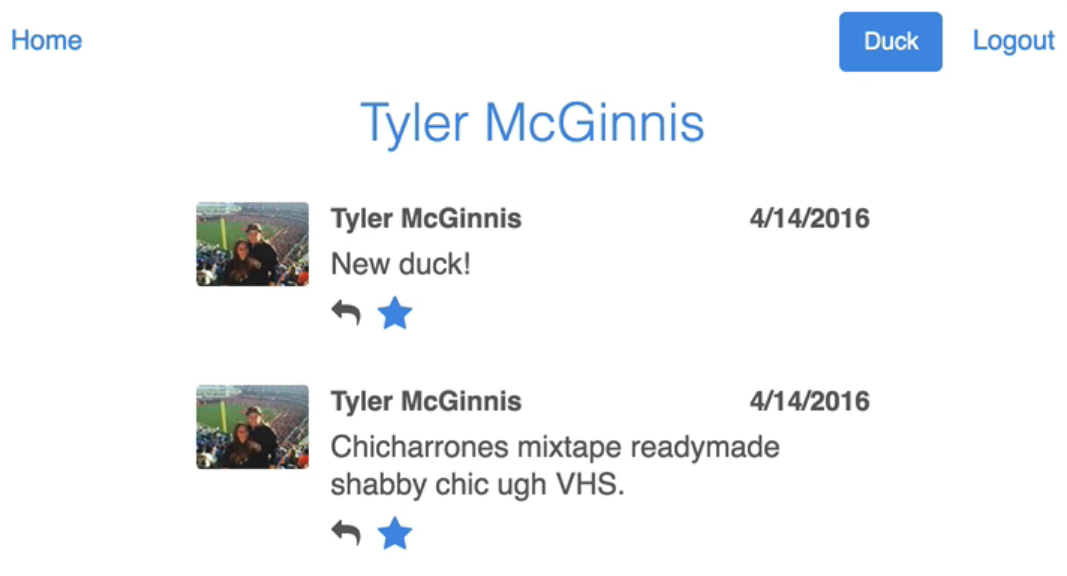 Home
Duck
Logout
Tyler McGinnis
Tyler McGinnis
4/14/2016
New duck!
Tyler McGinnis
4/14/2016
Chicharrones mixtape readymade
shabby chic ugh VHS.